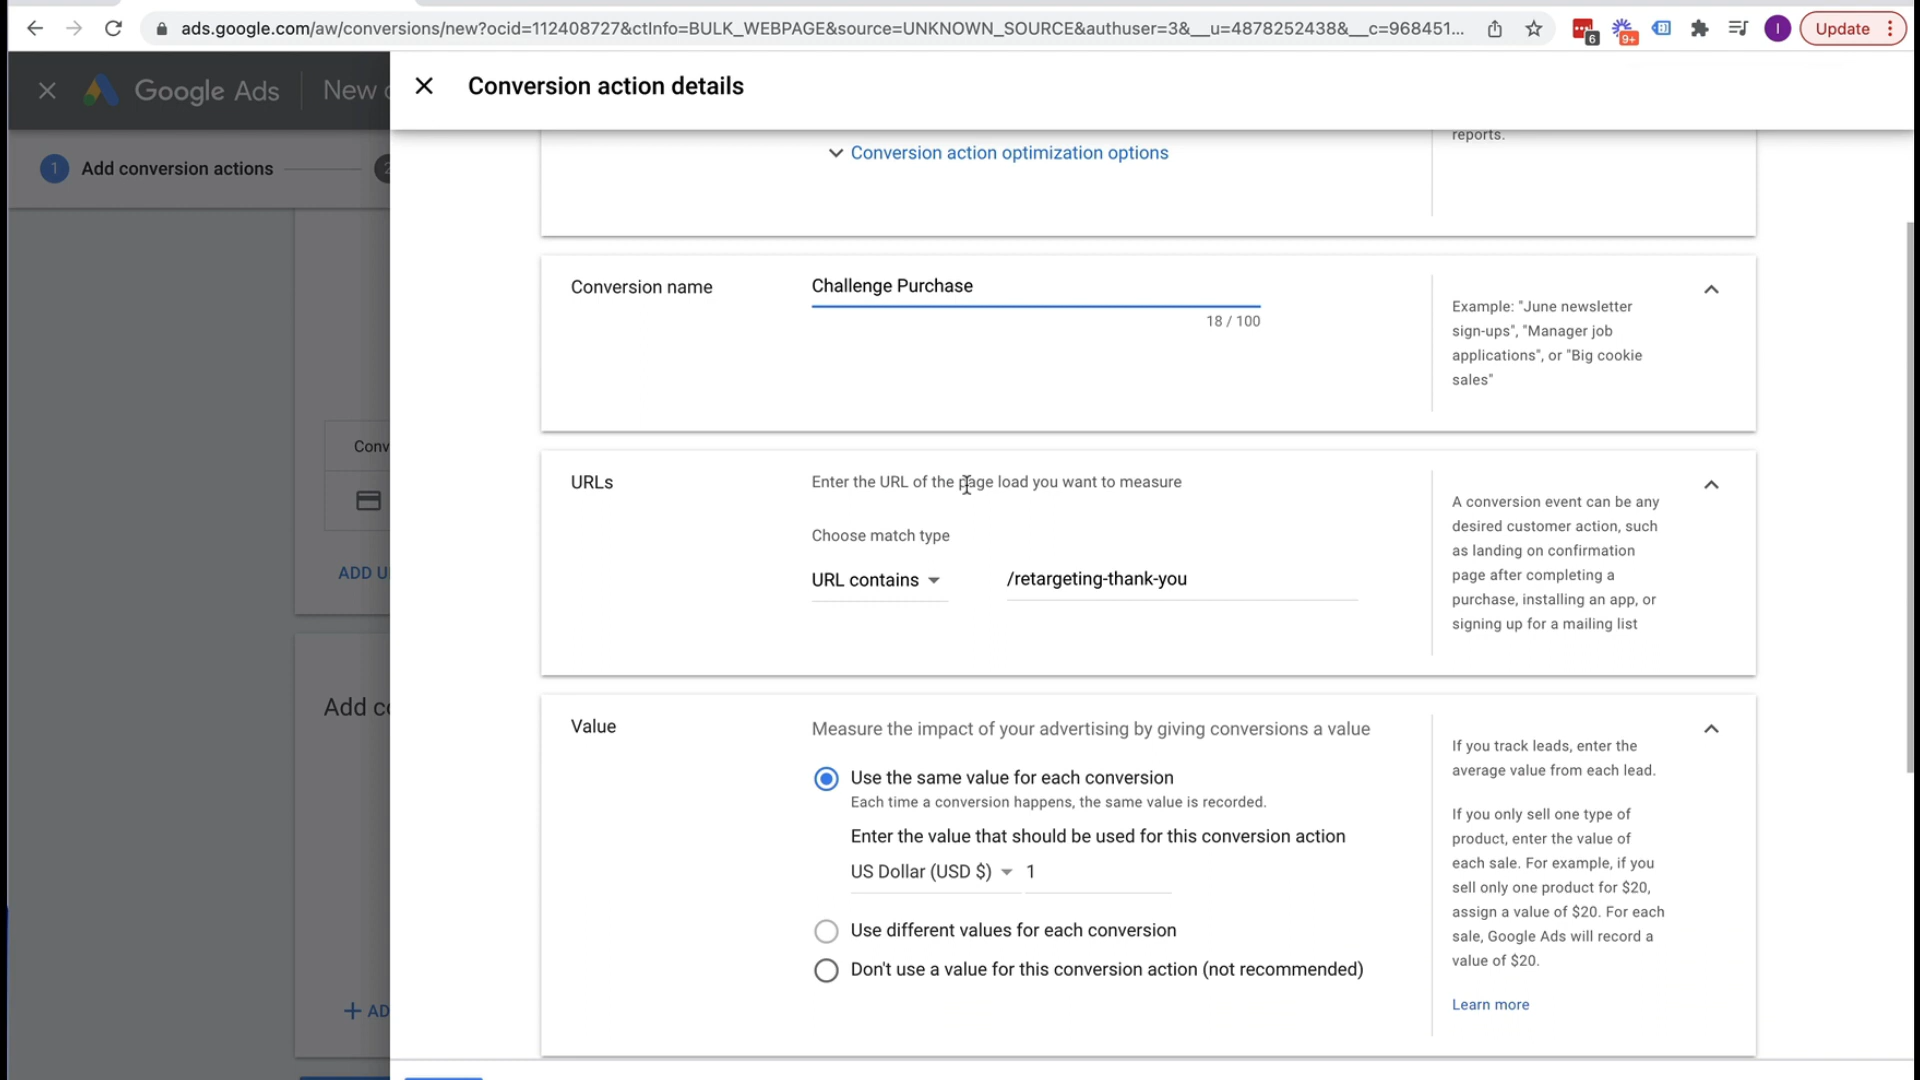 ads.google.com/aw/conversions/new?ocid=112408727&ctInfo=BULK_WEBPAGE&source=UNKNOWN_SOURCE&authuser=3&__u=4878252438&__c=968451...
6
9+
I
Update
Google Ads
New c
Conversion action details
1
Add conversion actions
2
reports.
Conversion action optimization options
Conversion name
Challenge Purchase
18 / 100
Example: "June newsletter
sign-ups", "Manager job
applications", or "Big cookie
sales"
Conv
URLs
Enter the URL of the page load you want to measure
Choose match type
URL contains
/retargeting-thank-you
A conversion event can be any
desired customer action, such
as landing on confirmation
page after completing a
purchase, installing an app, or
signing up for a mailing list
ADD U
Add co
Value
Measure the impact of your advertising by giving conversions a value
Use the same value for each conversion
Each time a conversion happens, the same value is recorded.
Enter the value that should be used for this conversion action
US Dollar (USD $)
1
Use different values for each conversion
Don't use a value for this conversion action (not recommended)
If you track leads, enter the
average value from each lead.
If you only sell one type of
product, enter the value of
each sale. For example, if you
sell only one product for $20,
assign a value of $20. For each
sale, Google Ads will record a
value of $20.
Learn more
+ AD